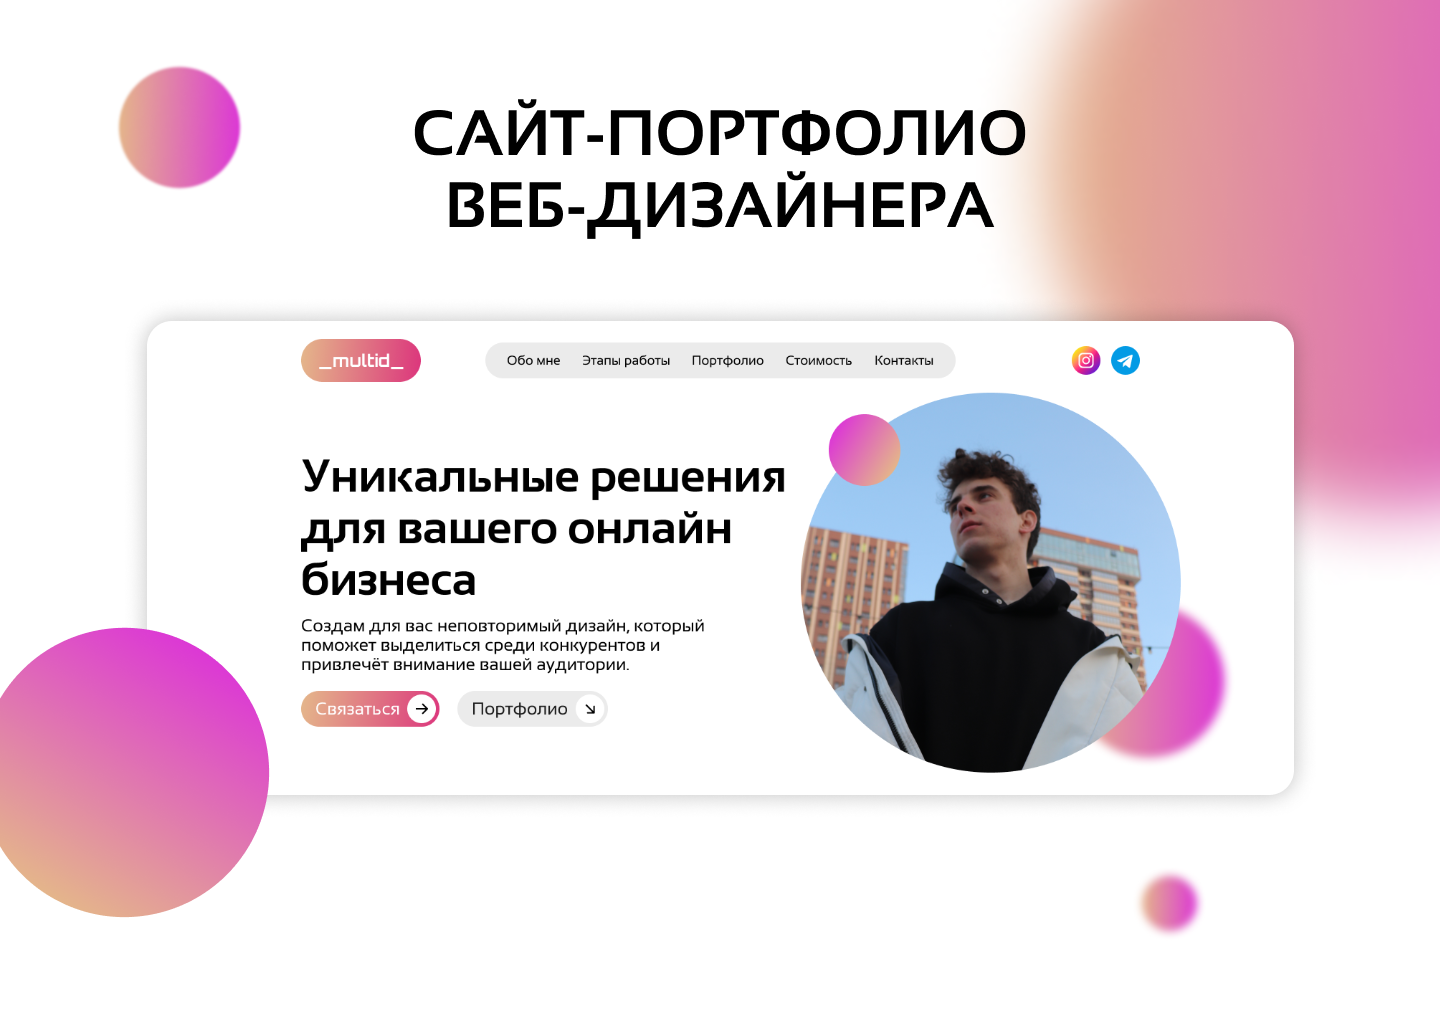 САЙТ-ПОРТФОЛИО
ВЕБ-ДИЗАЙНЕРА
_multid_
Обо мне
Этапы работы
Портфолио
Стоимость
Контакты
Уникальные решения
для вашего онлайн
бизнеса
Создам для вас неповторимый дизайн, который
поможет выделиться среди конкурентов и
привлечёт внимание вашей аудитории.
Связаться
Портфолио